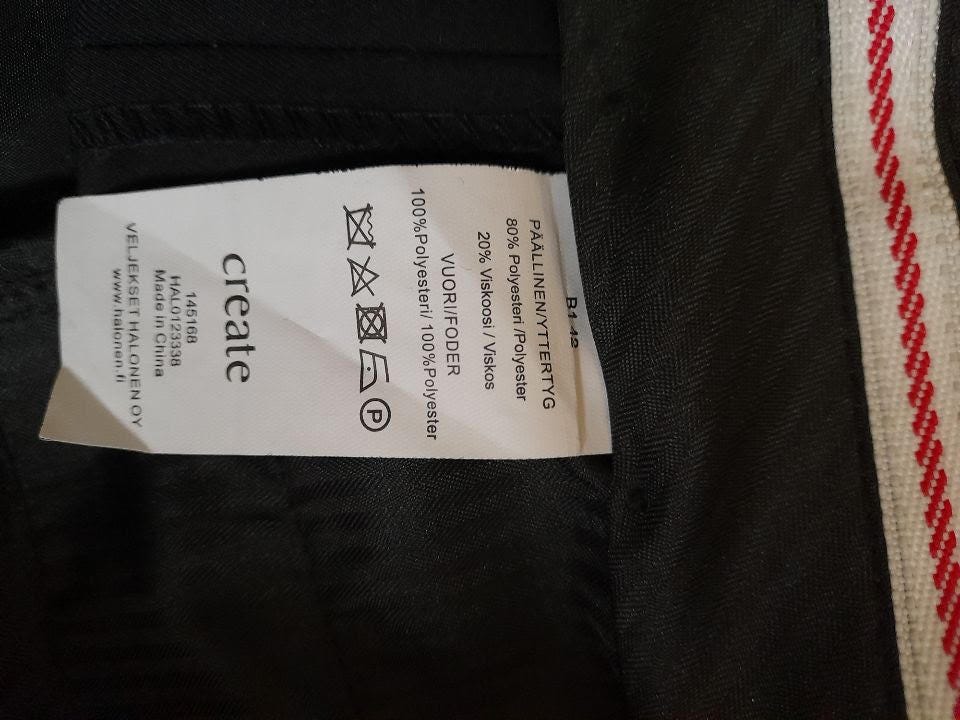 PÄÄLLINEN/YTTERTYG
80% Polyesteri /Polyester
20% Viskoosi / Viskos
VUORI/FODER
100%Polyesteri/ 100%Polyester
P
create
145168
HAL0123338
Made in China
VELJEKSET HALONEN OY
www.halonen.fi